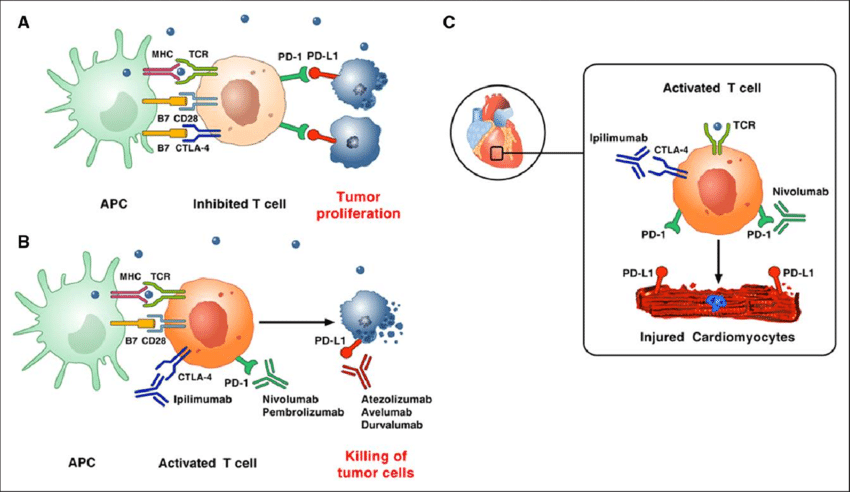 A
MHC TCR
PD-1 PD-L1
B7 CD28
B7 CTLA-4
APC
Inhibited T cell
Tumor
proliferation
B
MHC TCR
B7 CD28
CTLA-4
PD-1
PD-L1
Ipilimumab
Nivolumab
Pembrolizumab
Atezolizumab
Avelumab
Durvalumab
APC
Activated T cell
Killing of
tumor cells
C
Activated T cell
TCR
Ipilimumab
CTLA-4
Nivolumab
PD-1
PD-1
PD-L1
PD-L1
Injured Cardiomyocytes